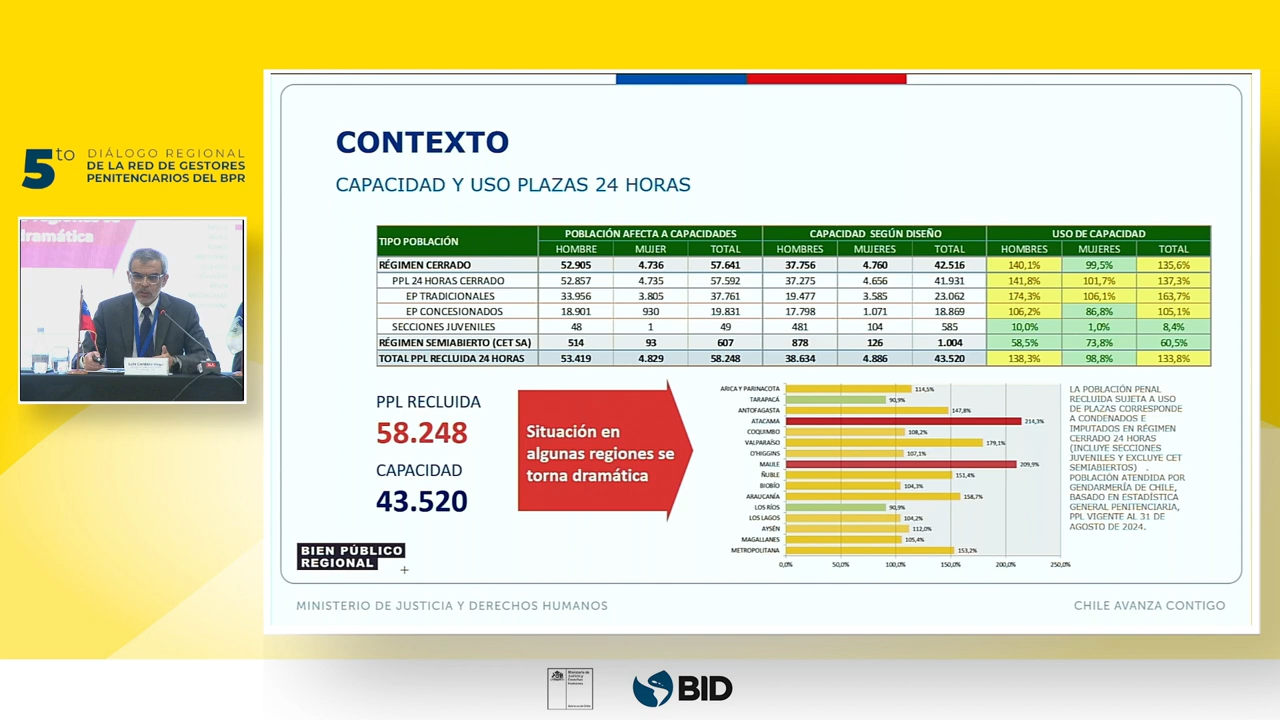 5to
DIÁLOGO REGIONAL
DE LA RED DE GESTORES
PENITENCIARIOS DEL BPR
dramática
CONTEXTO
CAPACIDAD Y USO PLAZAS 24 HORAS
TIPO POBLACIÓN POBLACIÓN AFECTA A CAPACIDADES CAPACIDAD SEGÚN DISEÑO USO DE CAPACIDAD
HOMBRE MUJER TOTAL HOMBRES MUJERES TOTAL HOMBRES MUJERES TOTAL
RÉGIMEN CERRADO 52.905 4.736 57.641 37.756 4.760 42.516 140,1% 99,5% 135,6%
PPL 24 HORAS CERRADO 52.857 4.735 57.592 37.275 4.656 41.931 141,8% 101,7% 137,3%
EP TRADICIONALES 33.956 3.805 37.761 19.477 3.585 23.062 174,3% 106,1% 163,7%
EP CONCESIONADOS 18.901 930 19.831 17.798 1.071 18.869 106,2% 86,8% 105,1%
SECCIONES JUVENILES 48 1 49 481 104 585 10,0% 1,0% 8,4%
RÉGIMEN SEMIABIERTO (CET SA) 514 93 607 878 126 1.004 58,5% 73,8% 60,5%
TOTAL PPL RECLUIDA 24 HORAS 53.419 4.829 58.248 38.634 4.886 43.520 138,3% 98,8% 133,8%
PPL RECLUIDA
58.248
CAPACIDAD
43.520
Situación en
algunas regiones se
torna dramática
ARICA Y PARINACOTA 114,5%
TARAPACÁ 90,9%
ANTOFAGASTA 147,8%
ATACAMA 214,3%
COQUIMBO 108,2%
VALPARAÍSO 179,1%
O'HIGGINS 107,1%
MAULE 209,9%
ÑUBLE 151,4%
BIOBÍO 104,3%
ARAUCANÍA 158,7%
LOS RÍOS 90,9%
LOS LAGOS 104,2%
AYSÉN 112,0%
MAGALLANES 105,4%
METROPOLITANA 153,2%
0,0% 50,0% 100,0% 150,0% 200,0% 250,0%
LA POBLACIÓN PENAL
RECLUIDA SUJETA A USO
DE PLAZAS CORRESPONDE
A CONDENADOS E
IMPUTADOS EN RÉGIMEN
CERRADO 24 HORAS
(INCLUYE SECCIONES
JUVENILES Y EXCLUYE CET
SEMIABIERTOS) .
POBLACIÓN ATENDIDA POR
GENDARMERÍA DE CHILE,
BASADO EN ESTADÍSTICA
GENERAL PENITENCIARIA,
PPL VIGENTE AL 31 DE
AGOSTO DE 2024.
BIEN PÚBLICO
REGIONAL
MINISTERIO DE JUSTICIA Y DERECHOS HUMANOS
CHILE AVANZA CONTIGO
BID